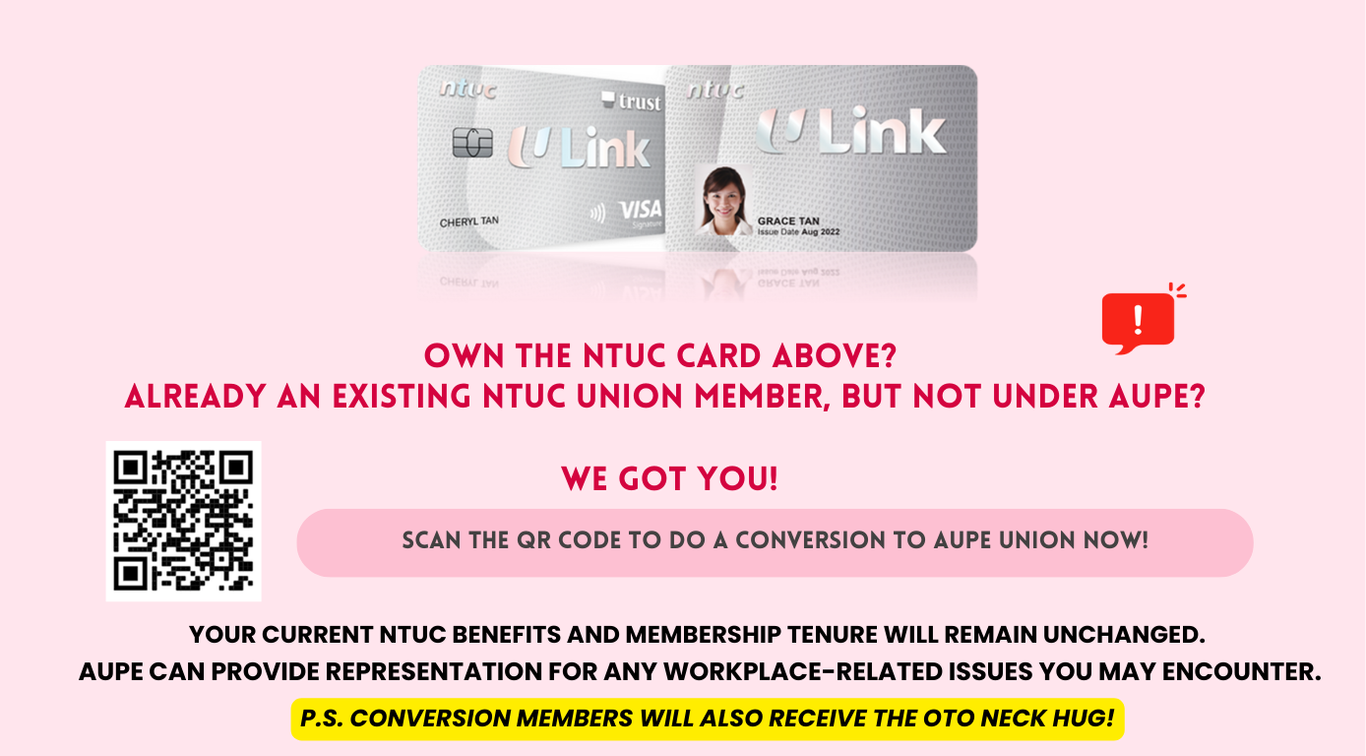 ntuc
trust
U Link
VISA
Signature
CHERYL TAN
ntuc
U Link
GRACE TAN
Issue Date Aug 2022
OWN THE NTUC CARD ABOVE?
ALREADY AN EXISTING NTUC UNION MEMBER, BUT NOT UNDER AUPE?
WE GOT YOU!
SCAN THE QR CODE TO DO A CONVERSION TO AUPE UNION NOW!
YOUR CURRENT NTUC BENEFITS AND MEMBERSHIP TENURE WILL REMAIN UNCHANGED.
AUPE CAN PROVIDE REPRESENTATION FOR ANY WORKPLACE-RELATED ISSUES YOU MAY ENCOUNTER.
P.S. CONVERSION MEMBERS WILL ALSO RECEIVE THE OTO NECK HUG!